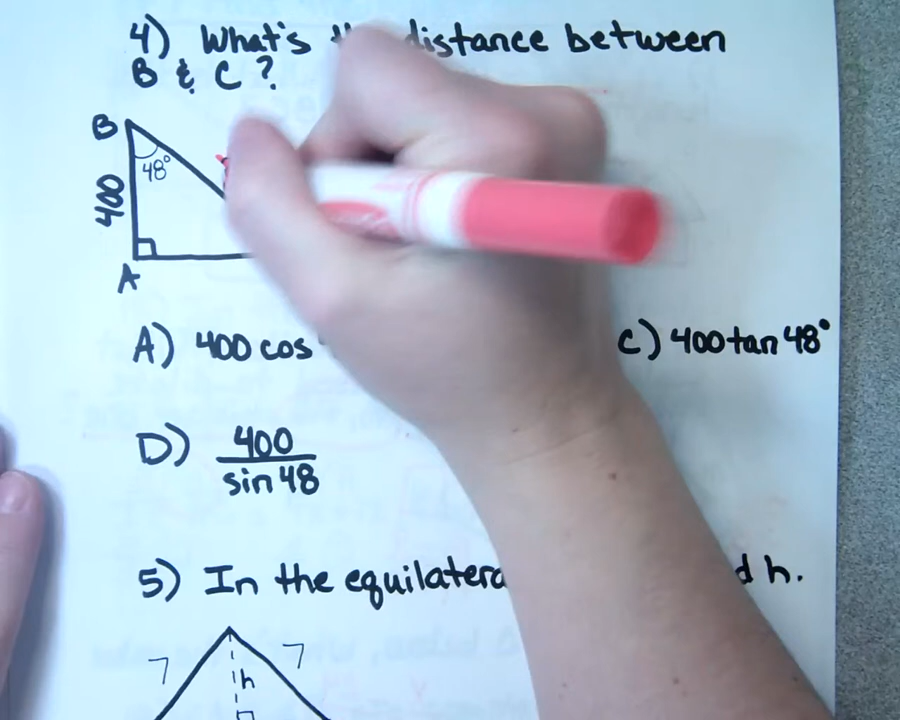 4) What's distance between
B & C ?
B
48°
400
A
A) 400 cos
C) 400 tan 48°
D) 400
sin 48
5) In the h.
7 7
h